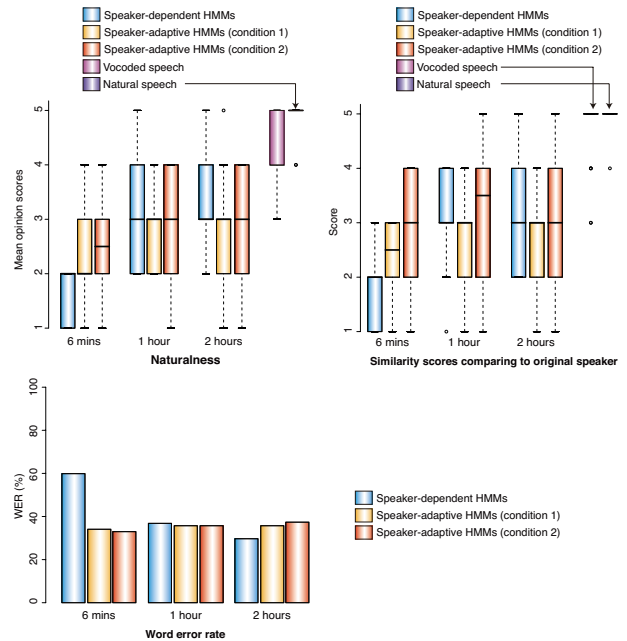 Speaker-dependent HMMs
Speaker-adaptive HMMs (condition 1)
Speaker-adaptive HMMs (condition 2)
Vocoded speech
Natural speech
Mean opinion scores
5
4
3
2
1
6 mins 1 hour 2 hours
Naturalness
Speaker-dependent HMMs
Speaker-adaptive HMMs (condition 1)
Speaker-adaptive HMMs (condition 2)
Vocoded speech
Natural speech
Score
5
4
3
2
1
6 mins 1 hour 2 hours
Similarity scores comparing to original speaker
WER (%)
100
80
60
40
20
0
6 mins 1 hour 2 hours
Word error rate
Speaker-dependent HMMs
Speaker-adaptive HMMs (condition 1)
Speaker-adaptive HMMs (condition 2)